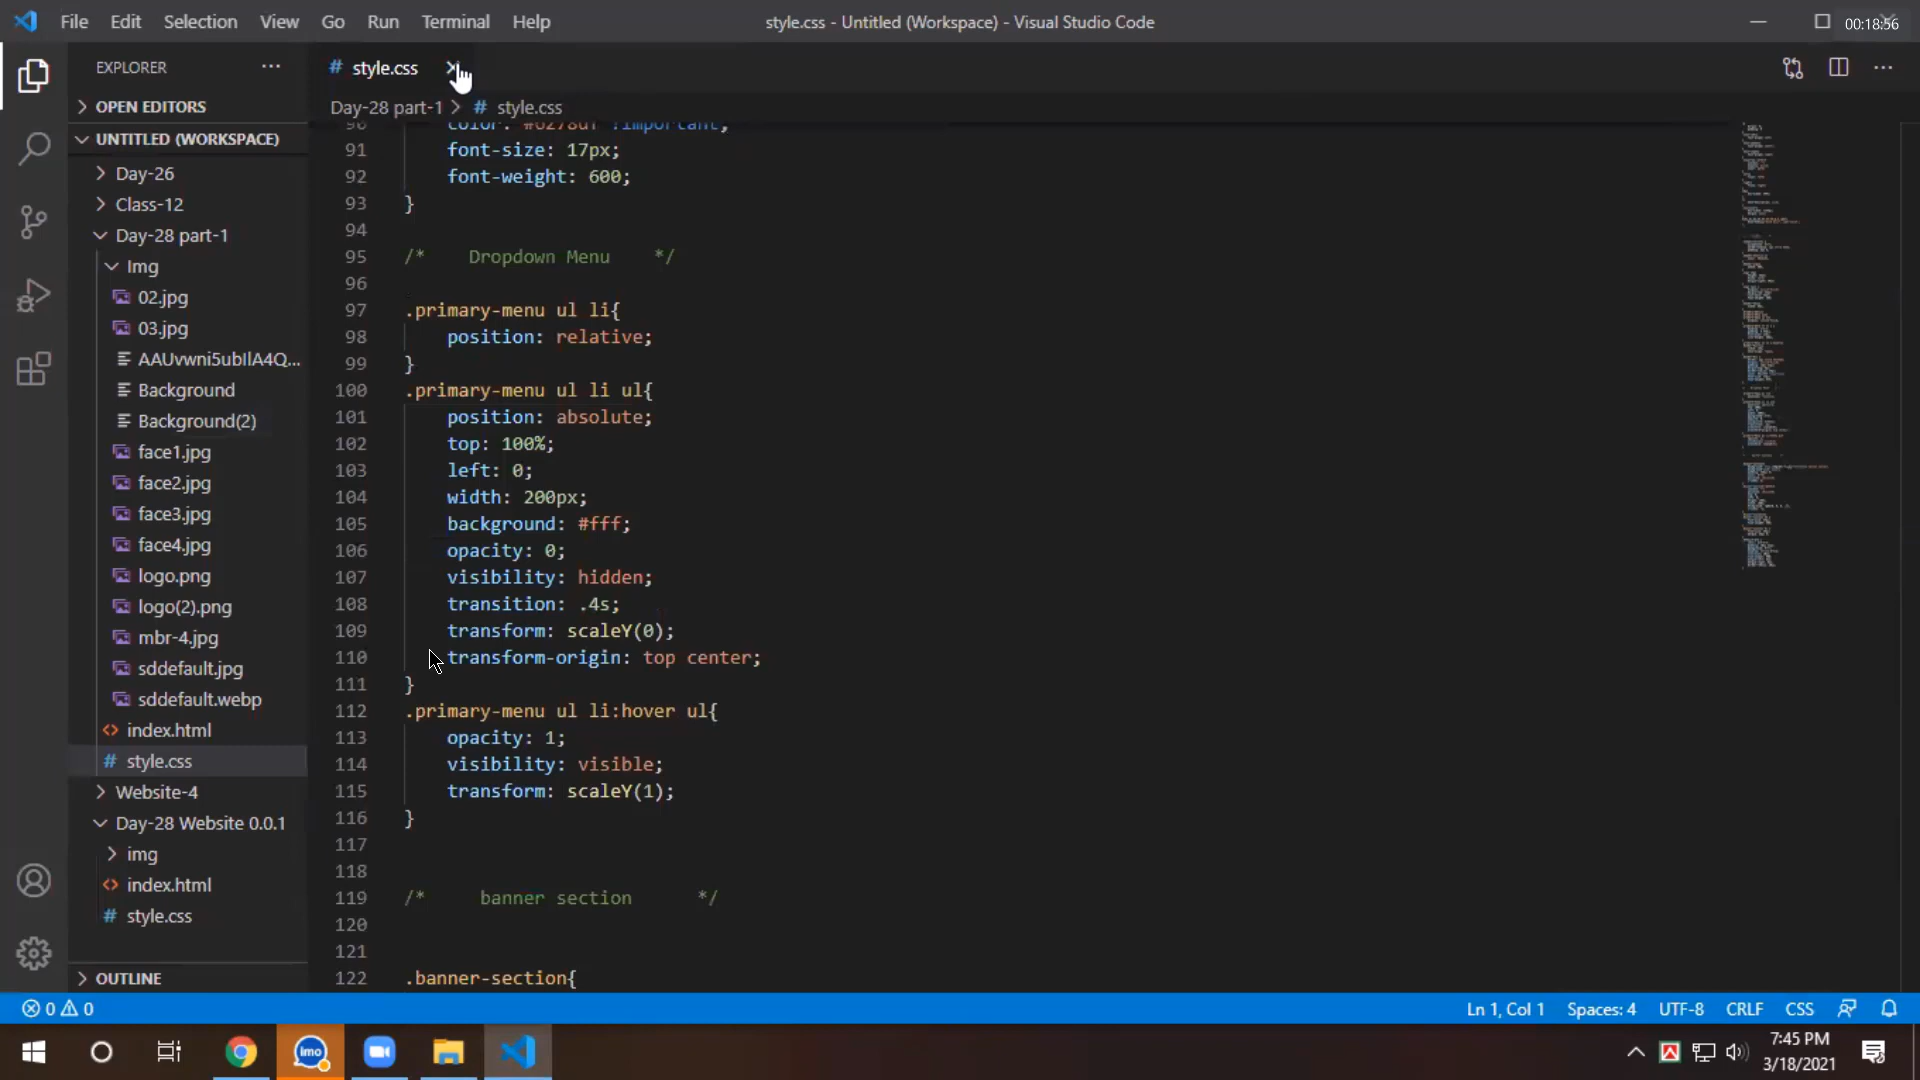 File Edit Selection View Go Run Terminal Help
style.css - Untitled (Workspace) - Visual Studio Code
00:18:56
EXPLORER
# style.css
OPEN EDITORS
Day-28 part-1 > # style.css
UNTITLED (WORKSPACE)
Day-26
Class-12
Day-28 part-1
Img
02.jpg
03.jpg
AAUvwni5ubIlA4Q...
Background
Background(2)
face1.jpg
face2.jpg
face3.jpg
face4.jpg
logo.png
logo(2).png
mbr-4.jpg
sddefault.jpg
sddefault.webp
index.html
# style.css
Website-4
Day-28 Website 0.0.1
img
index.html
# style.css
OUTLINE
90 color: !important;
91 font-size: 17px;
92 font-weight: 600;
93 }
94
95 /* Dropdown Menu */
96
97 .primary-menu ul li{
98 position: relative;
99 }
100 .primary-menu ul li ul{
101 position: absolute;
102 top: 100%;
103 left: 0;
104 width: 200px;
105 background: #fff;
106 opacity: 0;
107 visibility: hidden;
108 transition: .4s;
109 transform: scaleY(0);
110 transform-origin: top center;
111 }
112 .primary-menu ul li:hover ul{
113 opacity: 1;
114 visibility: visible;
115 transform: scaleY(1);
116 }
117
118
119 /* banner section */
120
121
122 .banner-section{
0 0
Ln 1, Col 1 Spaces: 4 UTF-8 CRLF CSS
imo
7:45 PM
3/18/2021